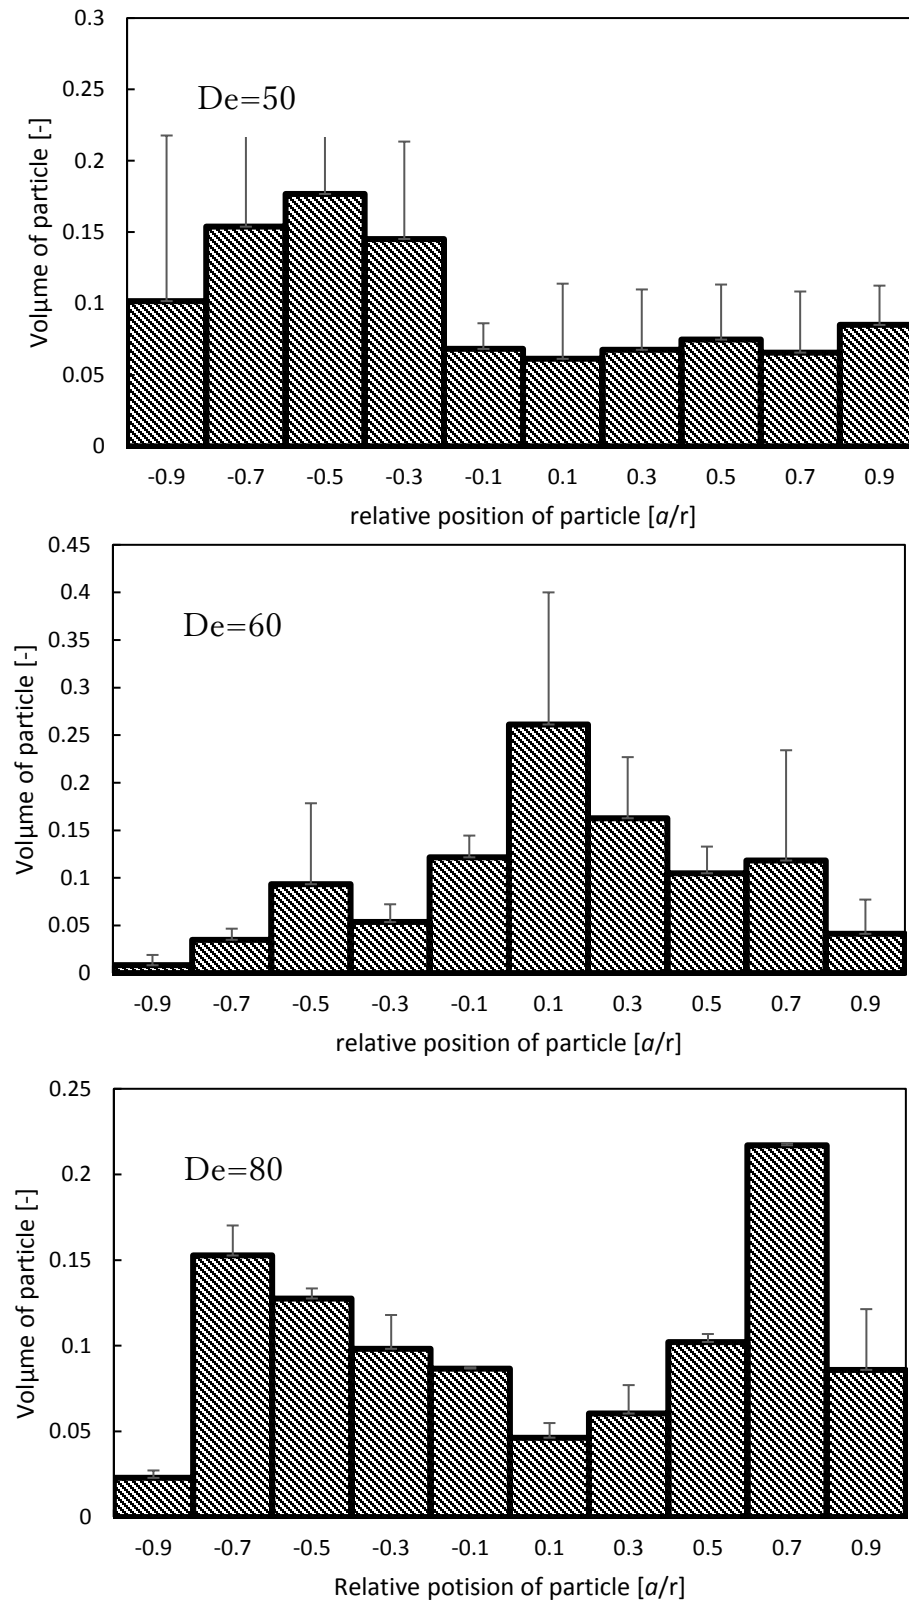 0.3
0.25
De=50
0.2
0.15
0.1
0.05
0
Volμme of particle [-]
-0.9 -0.7 -0.5 -0.3 -0.1 0.1 0.3 0.5 0.7 0.9
relative position of particle [a/r]
0.45
0.4
De=60
0.35
0.3
0.25
0.2
0.15
0.1
0.05
0
Volμme of particle [-]
-0.9 -0.7 -0.5 -0.3 -0.1 0.1 0.3 0.5 0.7 0.9
relative position of particle [a/r]
0.25
De=80
0.2
0.15
0.1
0.05
0
Volμme of particle [-]
-0.9 -0.7 -0.5 -0.3 -0.1 0.1 0.3 0.5 0.7 0.9
Relative potision of particle [a/r]